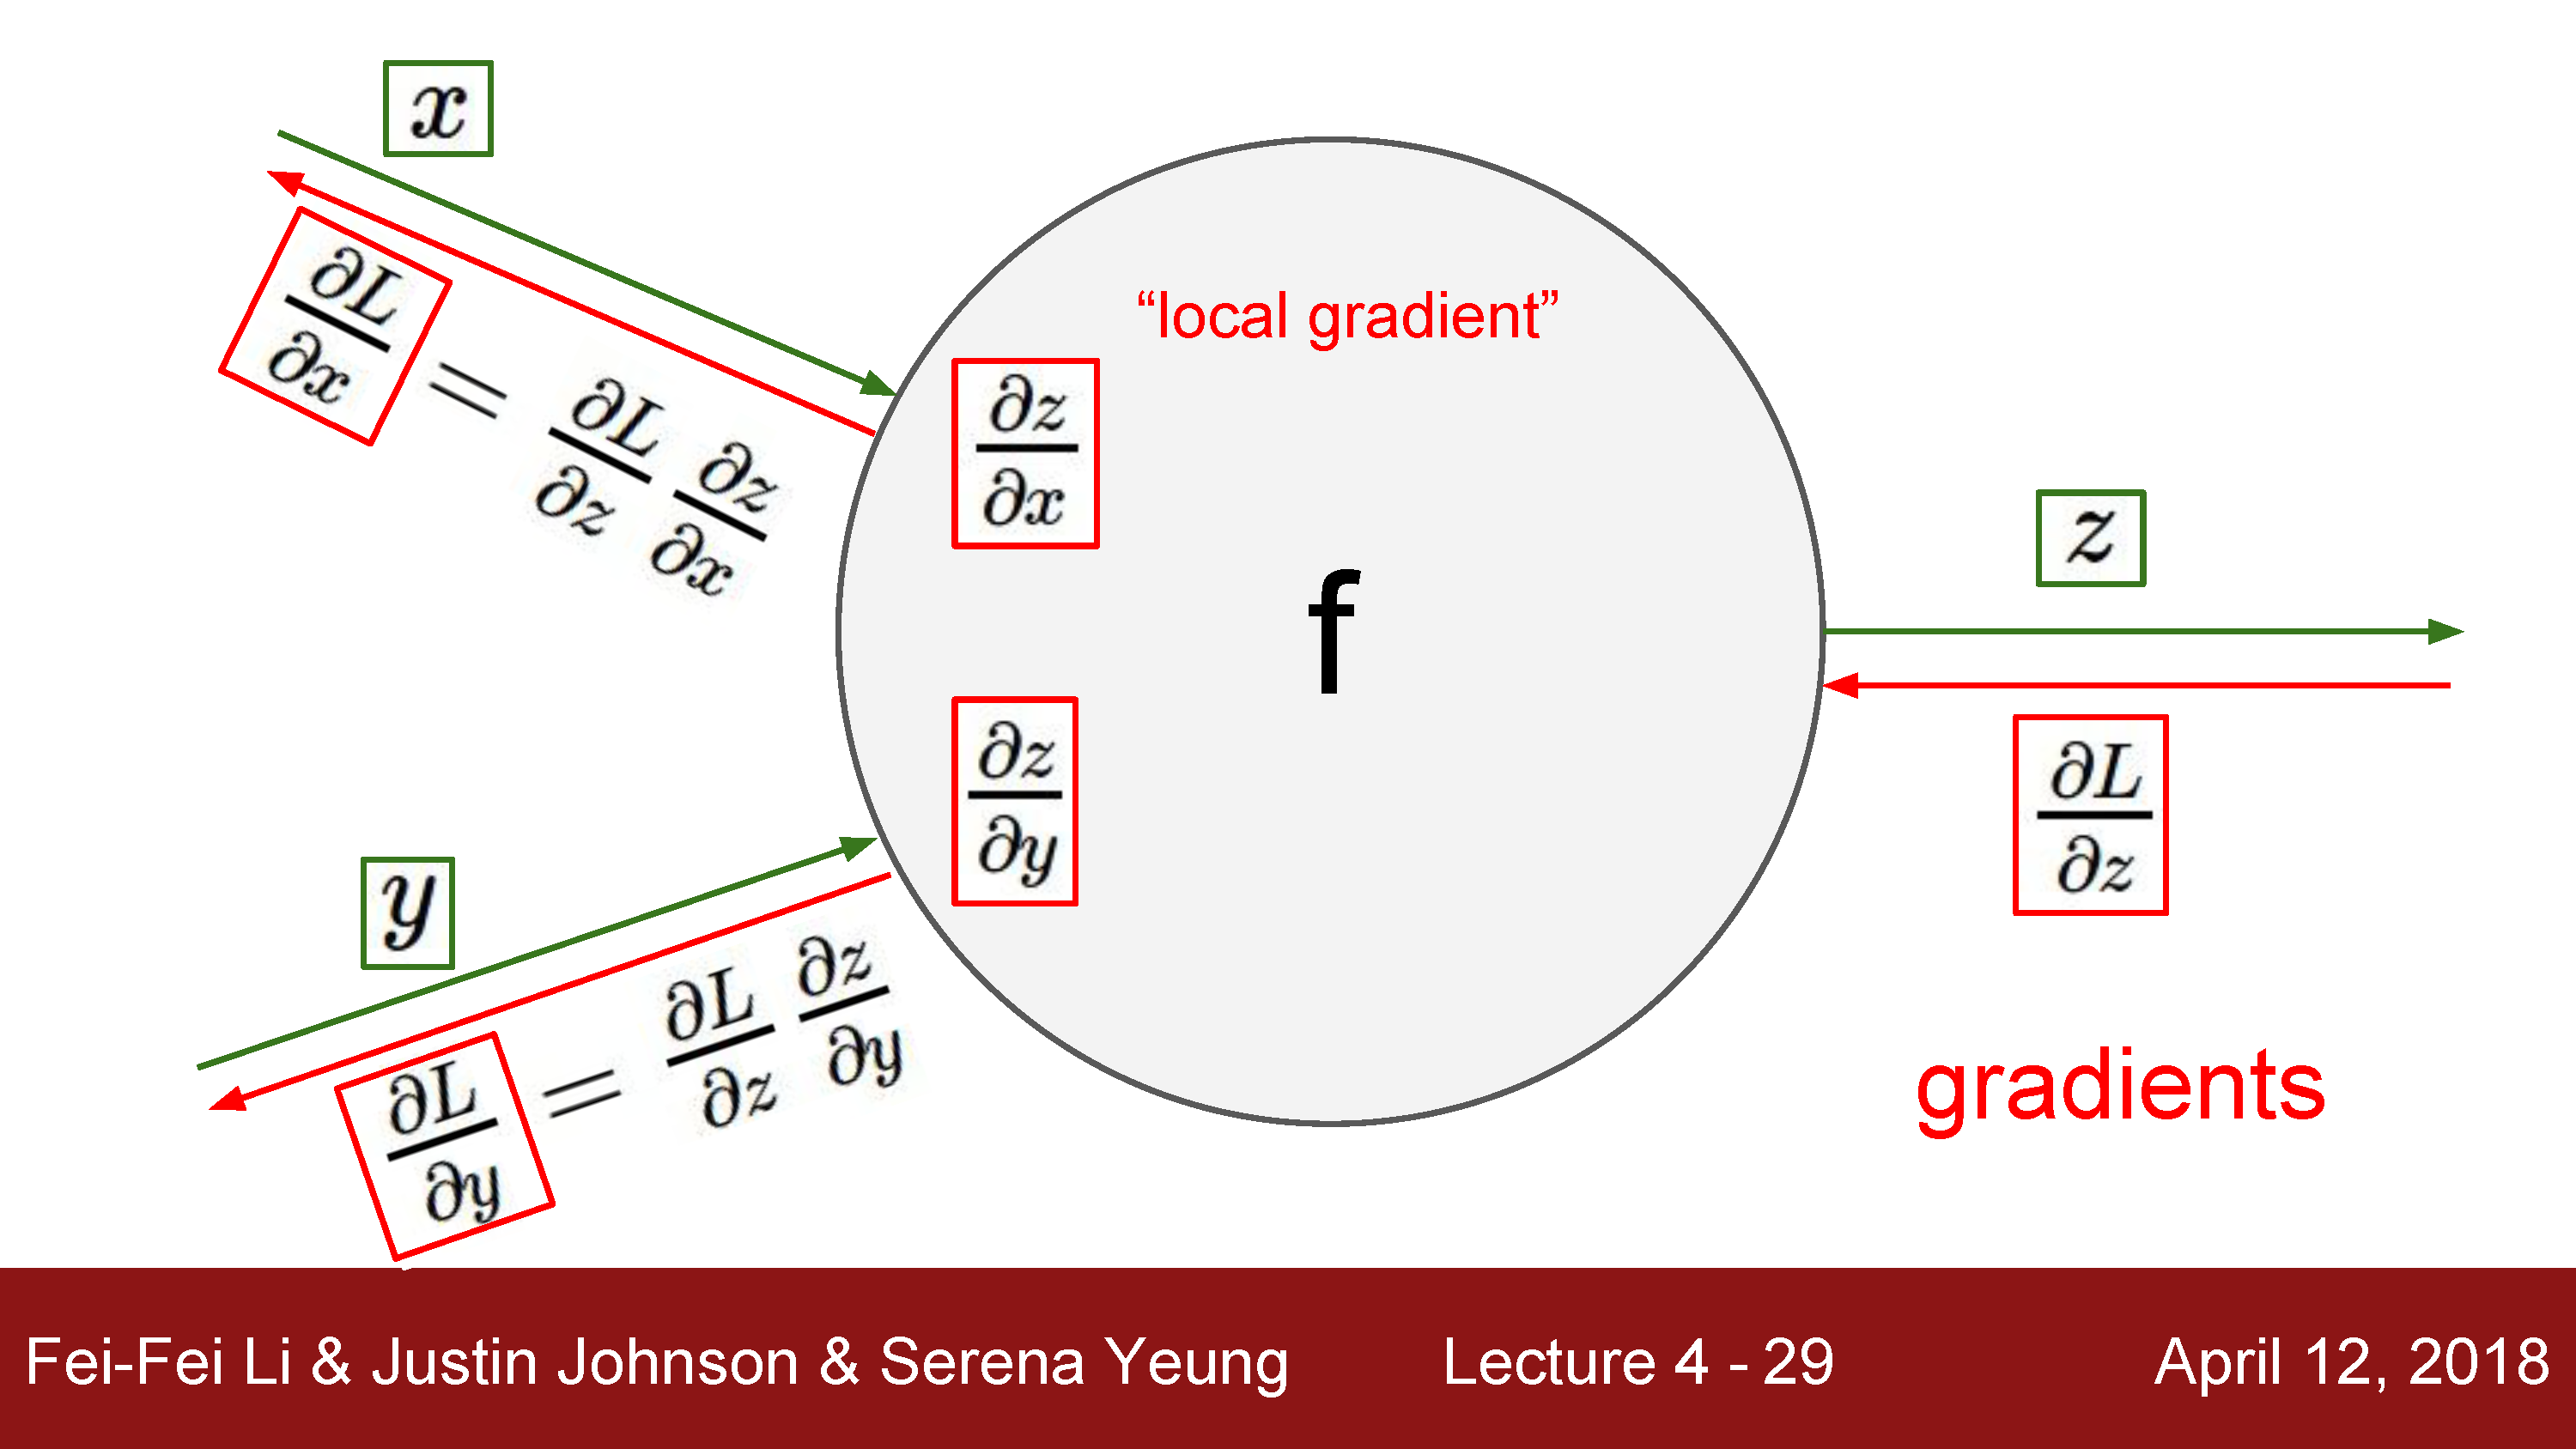 x
∂L/∂x = ∂L/∂z ∂z/∂x
“local gradient”
∂z/∂x
f
z
∂z/∂y
∂L/∂z
y
∂L/∂y = ∂L/∂z ∂z/∂y
gradients
Fei-Fei Li & Justin Johnson & Serena Yeung Lecture 4 - 29 April 12, 2018